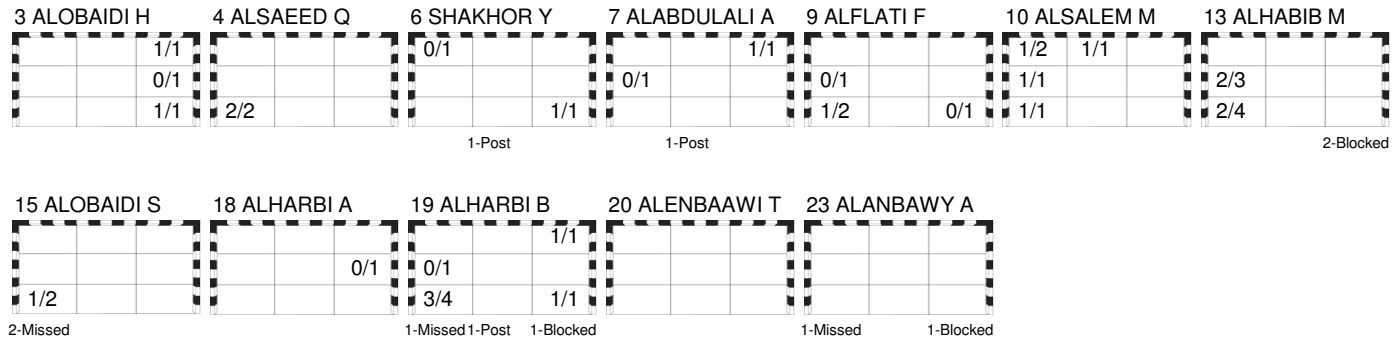 3 ALOBAIDI H 4 ALSAEED Q 6 SHAKHOR Y 7 ALABDULALI A 9 ALFLATI F 10 ALSALEM M 13 ALHABIB M
1/1 0/1 1/1 1/2 1/1
0/1 0/1 0/1 1/1 2/3
1/1 2/2 1/1 1/2 0/1 1/1 2/4
1-Post 1-Post 2-Blocked
15 ALOBAIDI S 18 ALHARBI A 19 ALHARBI B 20 ALENBAAWI T 23 ALANBAWY A
1/1
0/1 0/1
1/2 3/4 1/1
2-Missed 1-Missed 1-Post 1-Blocked 1-Missed 1-Blocked